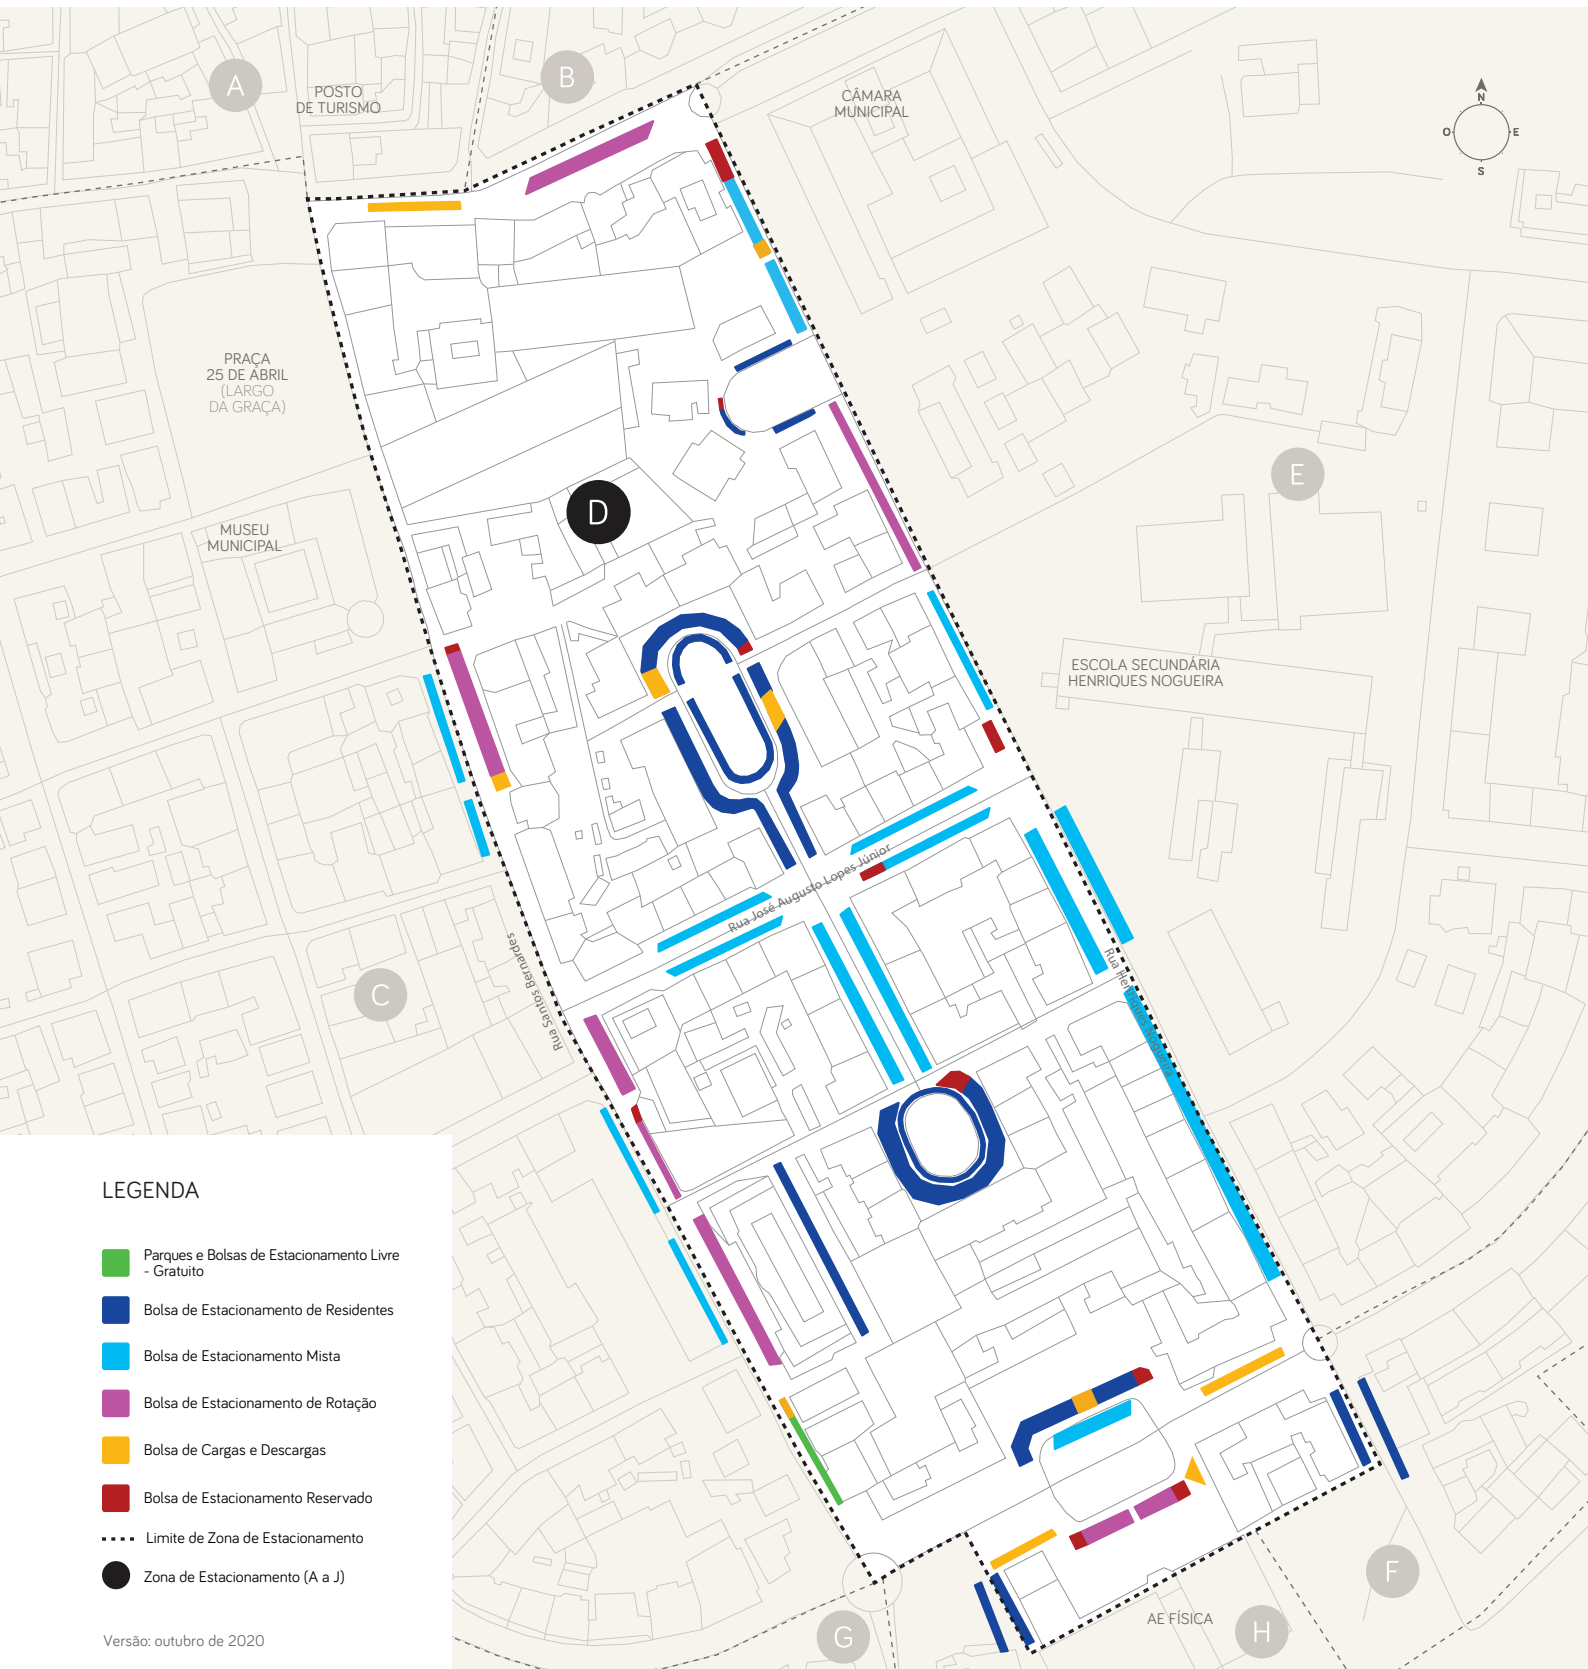 A
B
POSTO
DE TURISMO
CÂMARA
MUNICIPAL
N
O
E
S
PRAÇA
25 DE ABRIL
(LARGO
DA GRAÇA)
D
E
MUSEU
MUNICIPAL
ESCOLA SECUNDÁRIA
HENRIQUES NOGUEIRA
Rua José Augusto Lopes Júnior
Rua Santos Bernardes
Rua Henriques Nogueira
C
LEGENDA
Parques e Bolsas de Estacionamento Livre
- Gratuito
Bolsa de Estacionamento de Residentes
Bolsa de Estacionamento Mista
Bolsa de Estacionamento de Rotação
Bolsa de Cargas e Descargas
Bolsa de Estacionamento Reservado
Limite de Zona de Estacionamento
Zona de Estacionamento (A a J)
Versão: outubro de 2020
F
AE FÍSICA
G
H